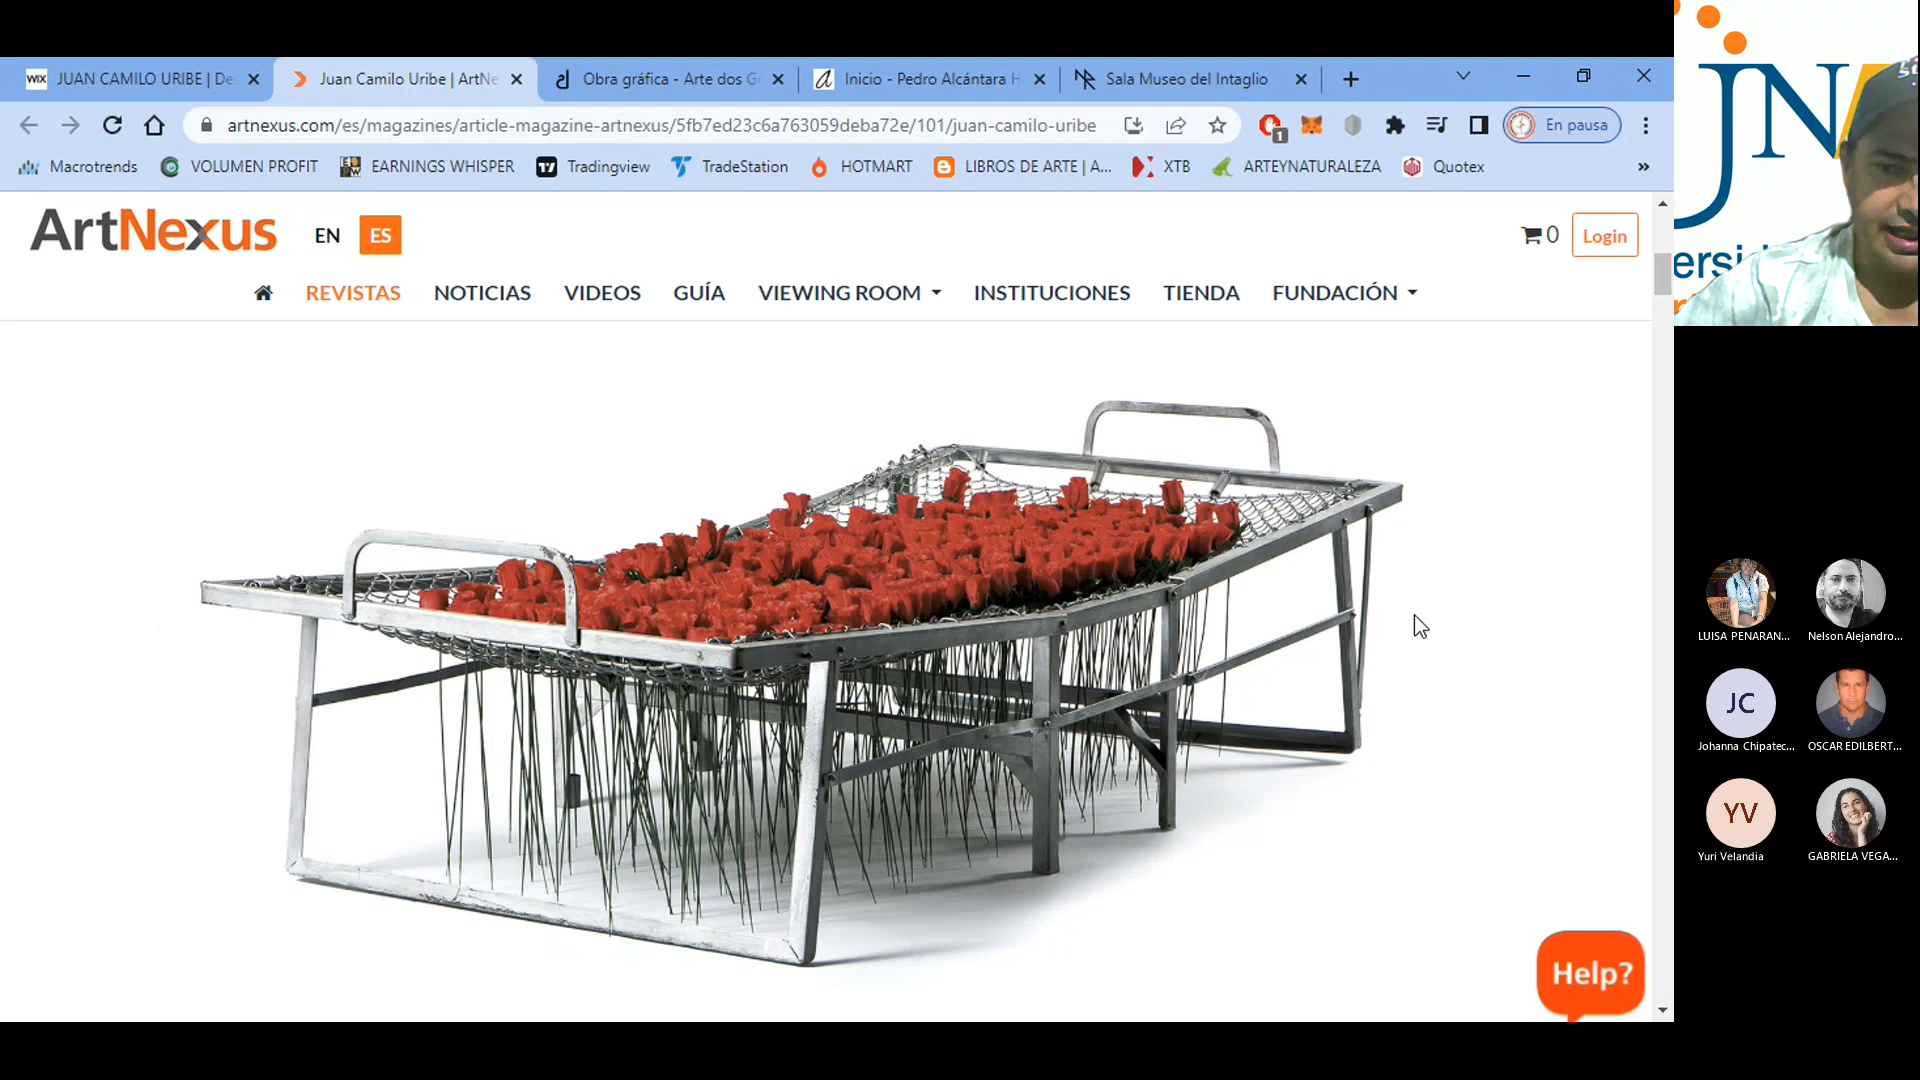 WIX JUAN CAMILO URIBE | De
Juan Camilo Uribe | ArtNe
Obra gráfica - Arte dos G
Inicio - Pedro Alcántara H
Sala Museo del Intaglio
artnexus.com/es/magazines/article-magazine-artnexus/5fb7ed23c6a763059deba72e/101/juan-camilo-uribe
1
En pausa
Macrotrends
VOLUMEN PROFIT
EARNINGS WHISPER
Tradingview
TradeStation
HOTMART
LIBROS DE ARTE | A...
XTB
ARTEYNATURALEZA
Quotex
»
ArtNexus
EN
ES
0
Login
REVISTAS
NOTICIAS
VIDEOS
GUÍA
VIEWING ROOM
INSTITUCIONES
TIENDA
FUNDACIÓN
Help?
JN
ersi
LUISA PENARAN...
Nelson Alejandro...
JC
Johanna Chipatec...
OSCAR EDILBERT...
YV
Yuri Velandia
GABRIELA VEGA...